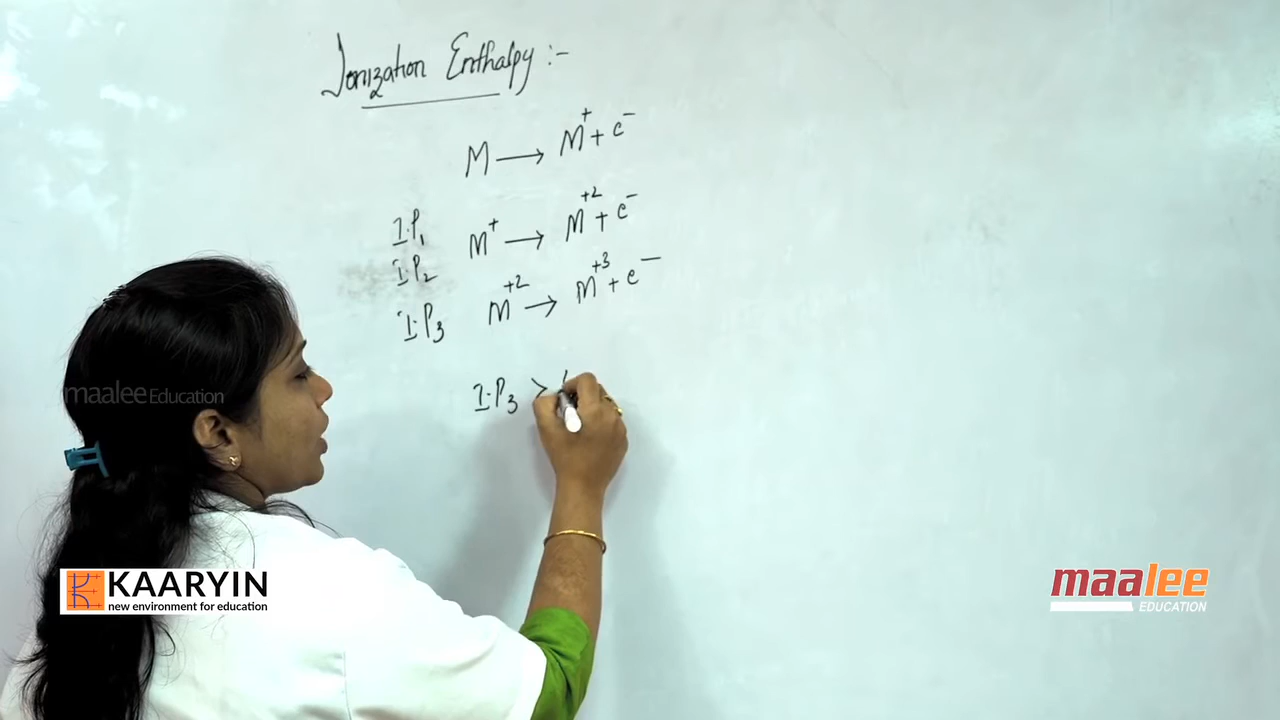 Ionization Enthalpy :-
M → M⁺ + e⁻
I.P₁ M⁺ → M⁺² + e⁻
I.P₂
I.P₃ M⁺² → M⁺³ + e⁻
I.P₃ >
maalee Education
KAARYIN
new environment for education
maalee
EDUCATION